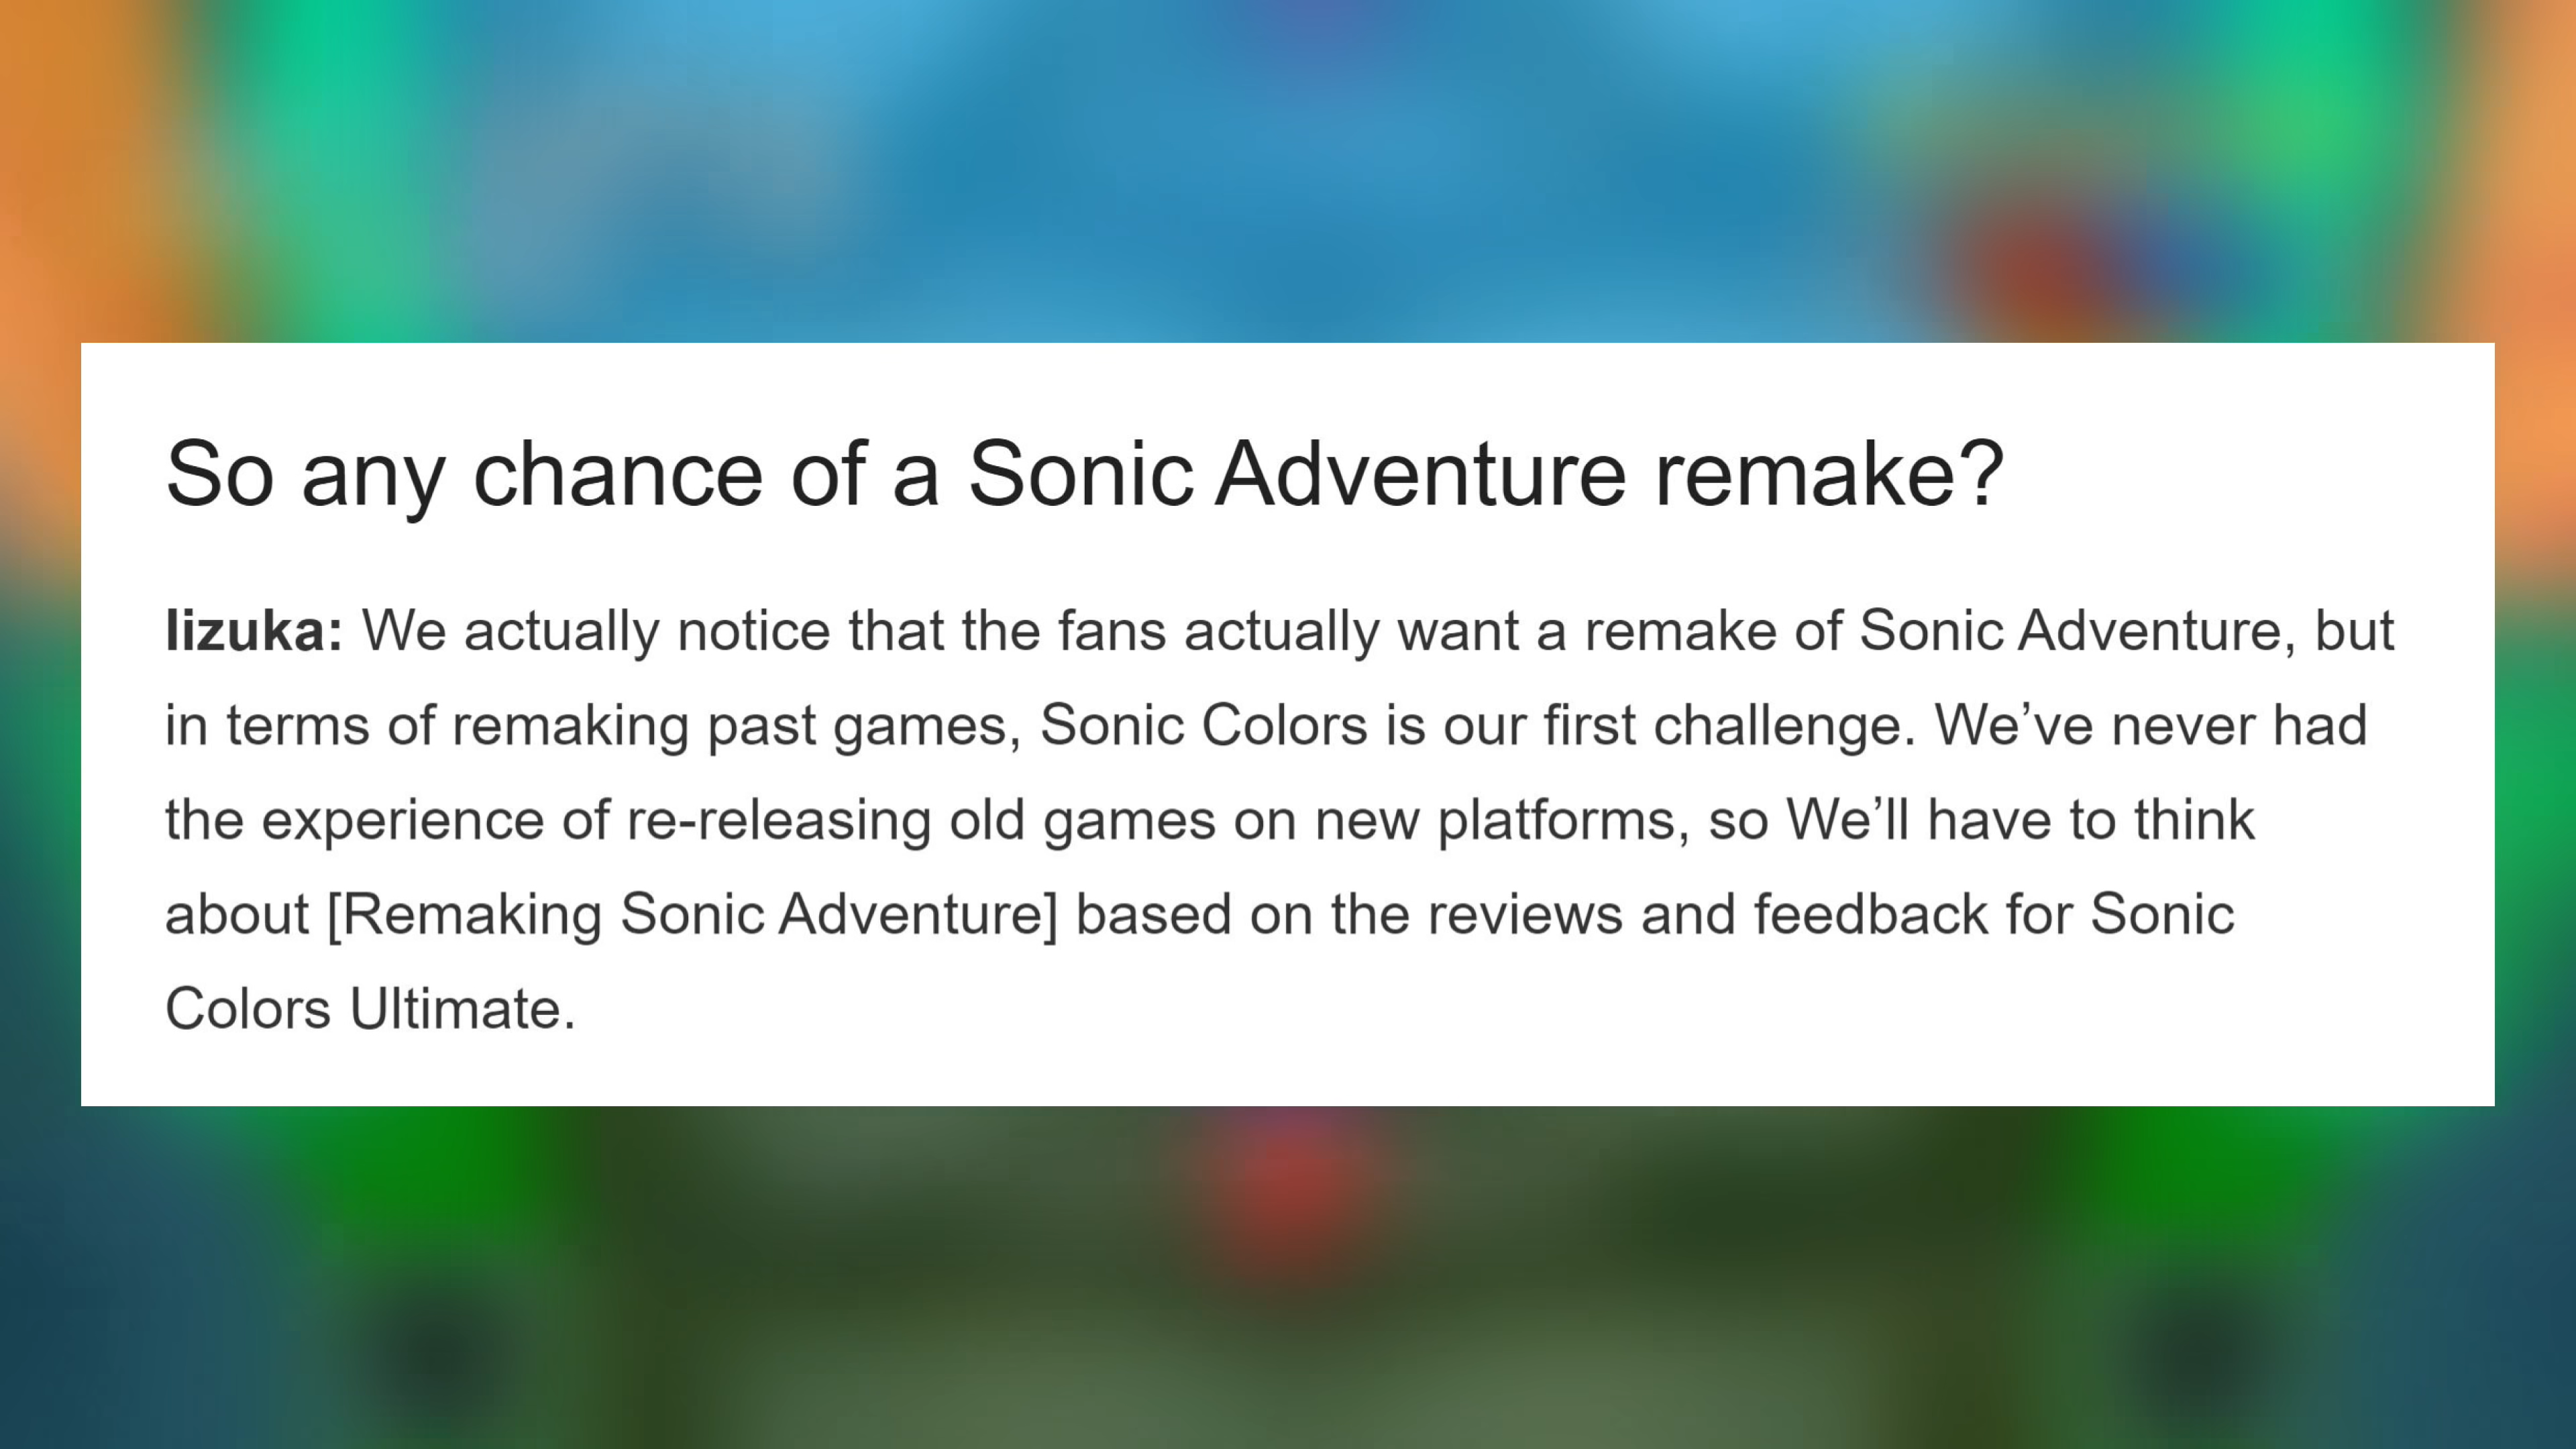 So any chance of a Sonic Adventure remake?
Iizuka: We actually notice that the fans actually want a remake of Sonic Adventure, but
in terms of remaking past games, Sonic Colors is our first challenge. We’ve never had
the experience of re-releasing old games on new platforms, so We’ll have to think
about [Remaking Sonic Adventure] based on the reviews and feedback for Sonic
Colors Ultimate.